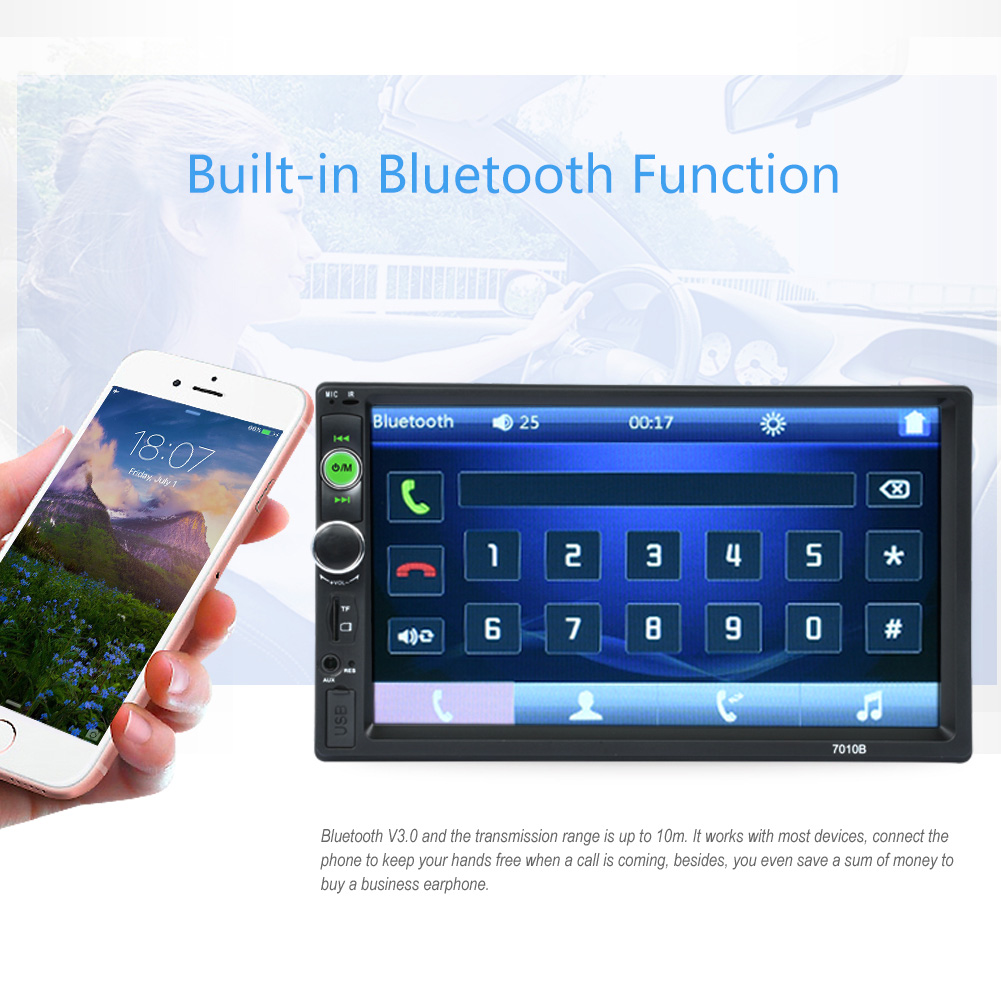 Built-in Bluetooth Function
66%
18:07
Friday, July 1
MIC IR
Bluetooth 25 00:17
⏻/M
1 2 3 4 5 *
6 7 8 9 0 #
+VOL-
TF
RES
AUX
USB
7010B
Bluetooth V3.0 and the transmission range is up to 10m. It works with most devices, connect the
phone to keep your hands free when a call is coming, besides, you even save a sum of money to
buy a business earphone.